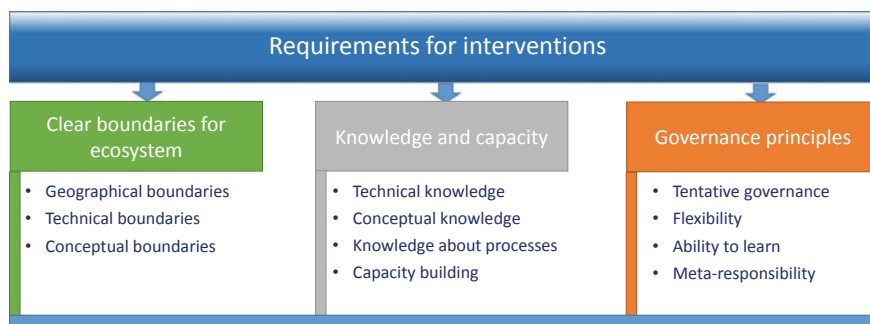 Requirements for interventions
Clear boundaries for
ecosystem
• Geographical boundaries
• Technical boundaries
• Conceptual boundaries
Knowledge and capacity
• Technical knowledge
• Conceptual knowledge
• Knowledge about processes
• Capacity building
Governance principles
• Tentative governance
• Flexibility
• Ability to learn
• Meta-responsibility